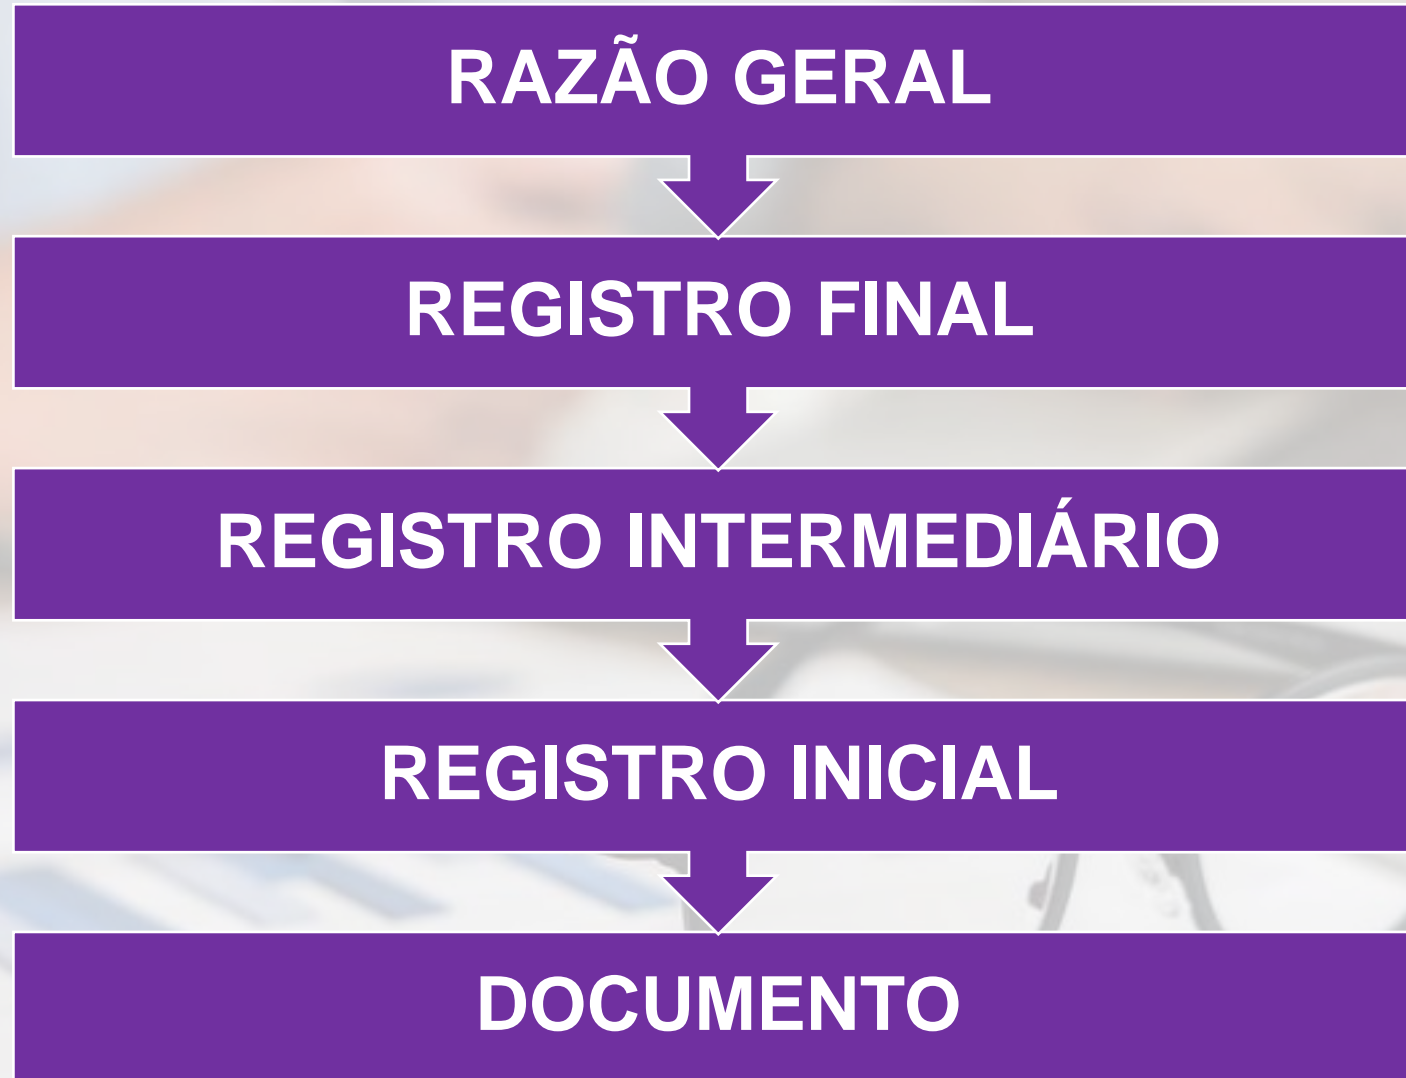 RAZÃO GERAL
REGISTRO FINAL
REGISTRO INTERMEDIÁRIO
REGISTRO INICIAL
DOCUMENTO